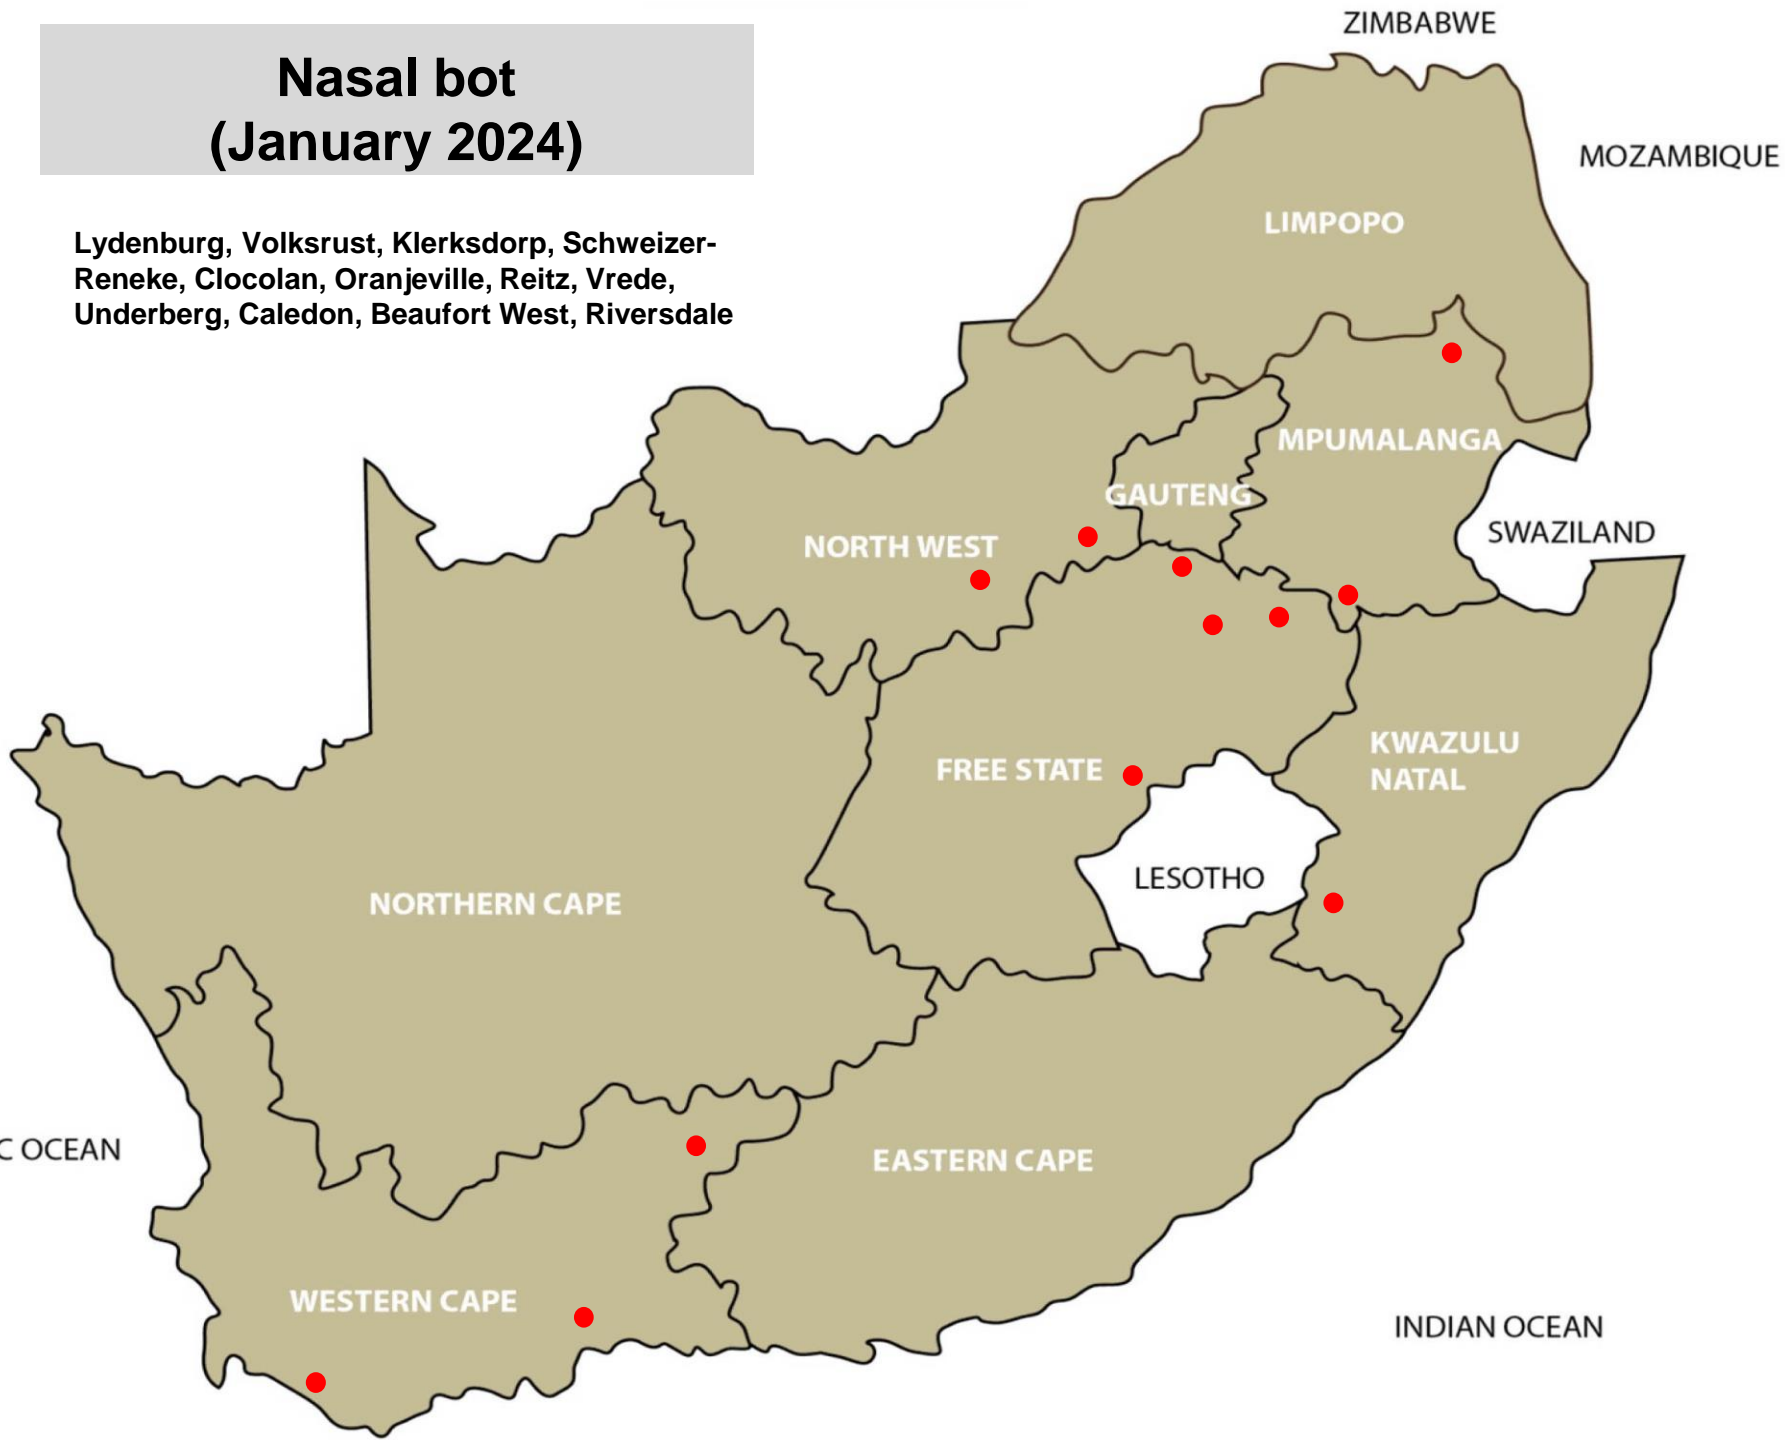 Nasal bot
(January 2024)
Lydenburg, Volksrust, Klerksdorp, Schweizer-
Reneke, Clocolan, Oranjeville, Reitz, Vrede,
Underberg, Caledon, Beaufort West, Riversdale
ZIMBABWE
MOZAMBIQUE
LIMPOPO
MPUMALANGA
GAUTENG
SWAZILAND
NORTH WEST
KWAZULU
NATAL
FREE STATE
LESOTHO
NORTHERN CAPE
C OCEAN
EASTERN CAPE
WESTERN CAPE
INDIAN OCEAN